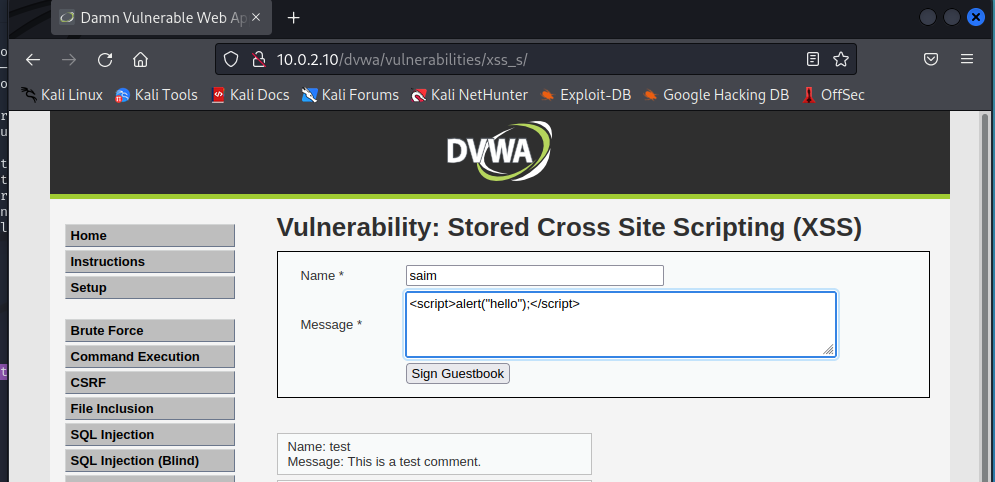 Damn Vulnerable Web Ap
10.0.2.10/dvwa/vulnerabilities/xss_s/
Kali Linux Kali Tools Kali Docs Kali Forums Kali NetHunter Exploit-DB Google Hacking DB OffSec
DVWA
Vulnerability: Stored Cross Site Scripting (XSS)
Home
Instructions
Setup
Brute Force
Command Execution
CSRF
File Inclusion
SQL Injection
SQL Injection (Blind)
Name * saim
Message * <script>alert("hello");</script>
Sign Guestbook
Name: test
Message: This is a test comment.